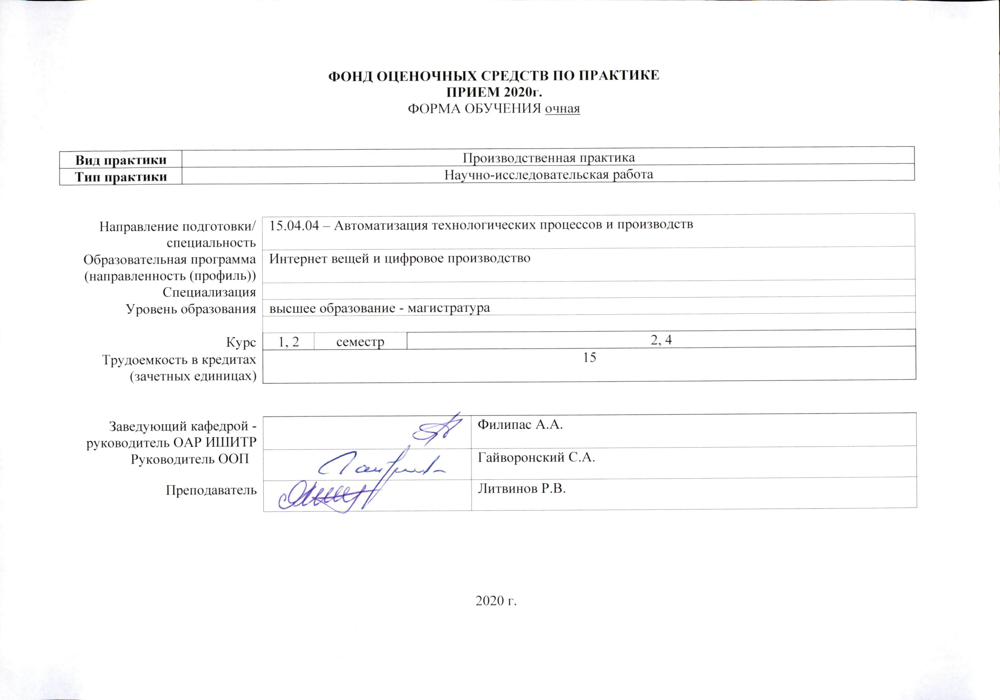 ФОНД ОЦЕНОЧНЫХ СРЕДСТВ ПО ПРАКТИКЕ
ПРИЕМ 2020г.
ФОРМА ОБУЧЕНИЯ очная
Вид практики Производственная практика
Тип практики Научно-исследовательская работа
Направление подготовки/ 15.04.04 – Автоматизация технологических процессов и производств
специальность
Образовательная программа Интернет вещей и цифровое производство
(направленность (профиль))
Специализация
Уровень образования высшее образование - магистратура
Курс 1, 2 семестр 2, 4
Трудоемкость в кредитах 15
(зачетных единицах)
Заведующий кафедрой - Филипас А.А.
руководитель ОАР ИШИТР
Руководитель ООП Гайворонский С.А.
Преподаватель Литвинов Р.В.
2020 г.